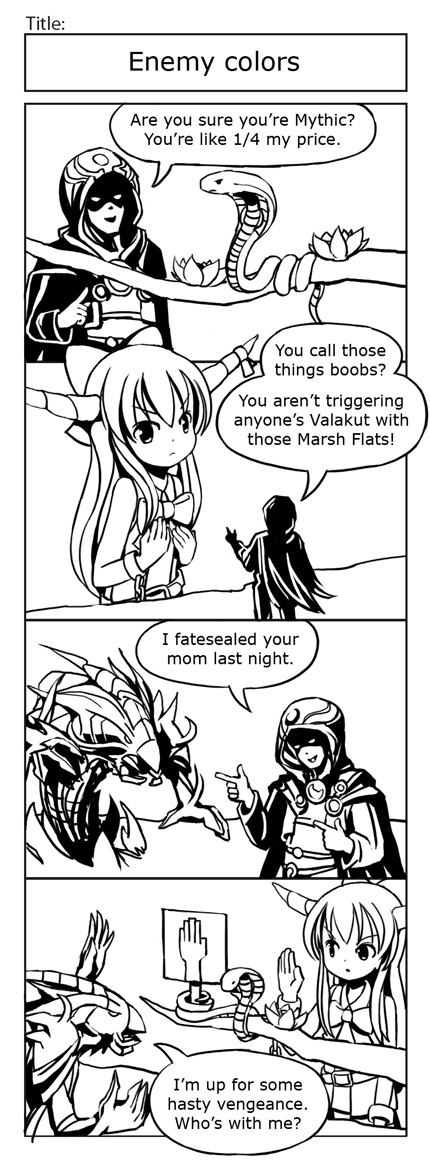 Title:
Enemy colors
Are you sure you're Mythic?
You're like 1/4 my price.
You call those
things boobs?
You aren't triggering
anyone's Valakut with
those Marsh Flats!
I fatesealed your
mom last night.
I'm up for some
hasty vengeance.
Who's with me?